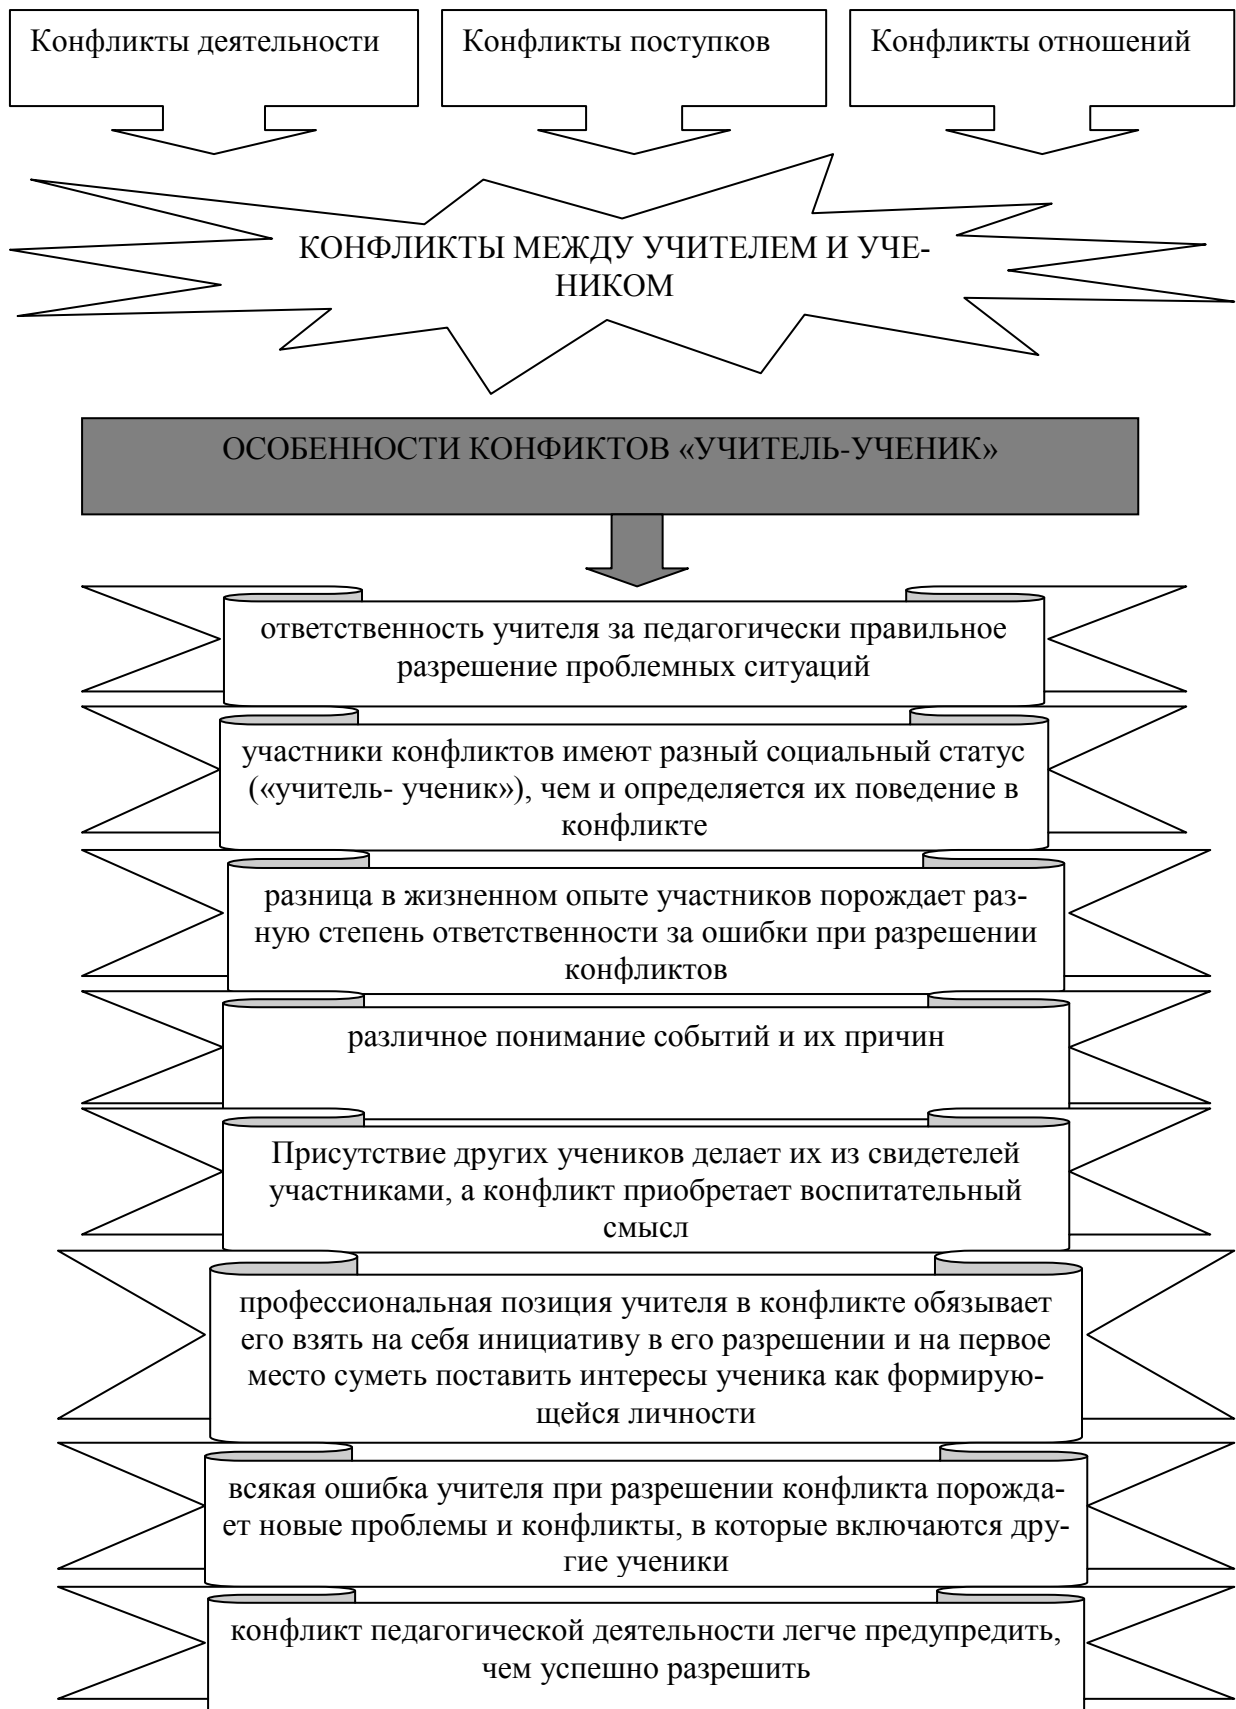 Конфликты деятельности
Конфликты поступков
Конфликты отношений
КОНФЛИКТЫ МЕЖДУ УЧИТЕЛЕМ И УЧЕ-
НИКОМ
ОСОБЕННОСТИ КОНФИКТОВ «УЧИТЕЛЬ-УЧЕНИК»
ответственность учителя за педагогически правильное
разрешение проблемных ситуаций
участники конфликтов имеют разный социальный статус
(«учитель- ученик»), чем и определяется их поведение в
конфликте
разница в жизненном опыте участников порождает раз-
ную степень ответственности за ошибки при разрешении
конфликтов
различное понимание событий и их причин
Присутствие других учеников делает их из свидетелей
участниками, а конфликт приобретает воспитательный
смысл
профессиональная позиция учителя в конфликте обязывает
его взять на себя инициативу в его разрешении и на первое
место суметь поставить интересы ученика как формирую-
щейся личности
всякая ошибка учителя при разрешении конфликта порожда-
ет новые проблемы и конфликты, в которые включаются дру-
гие ученики
конфликт педагогической деятельности легче предупредить,
чем успешно разрешить